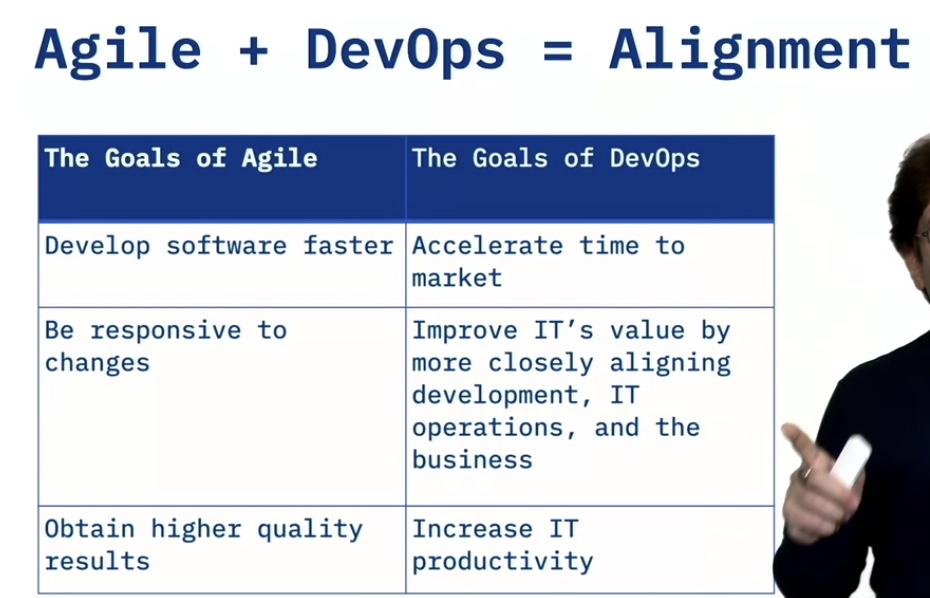 Agile + DevOps = Alignment
The Goals of Agile
The Goals of DevOps
Develop software faster
Accelerate time to
market
Be responsive to
changes
Improve IT’s value by
more closely aligning
development, IT
operations, and the
business
Obtain higher quality
results
Increase IT
productivity